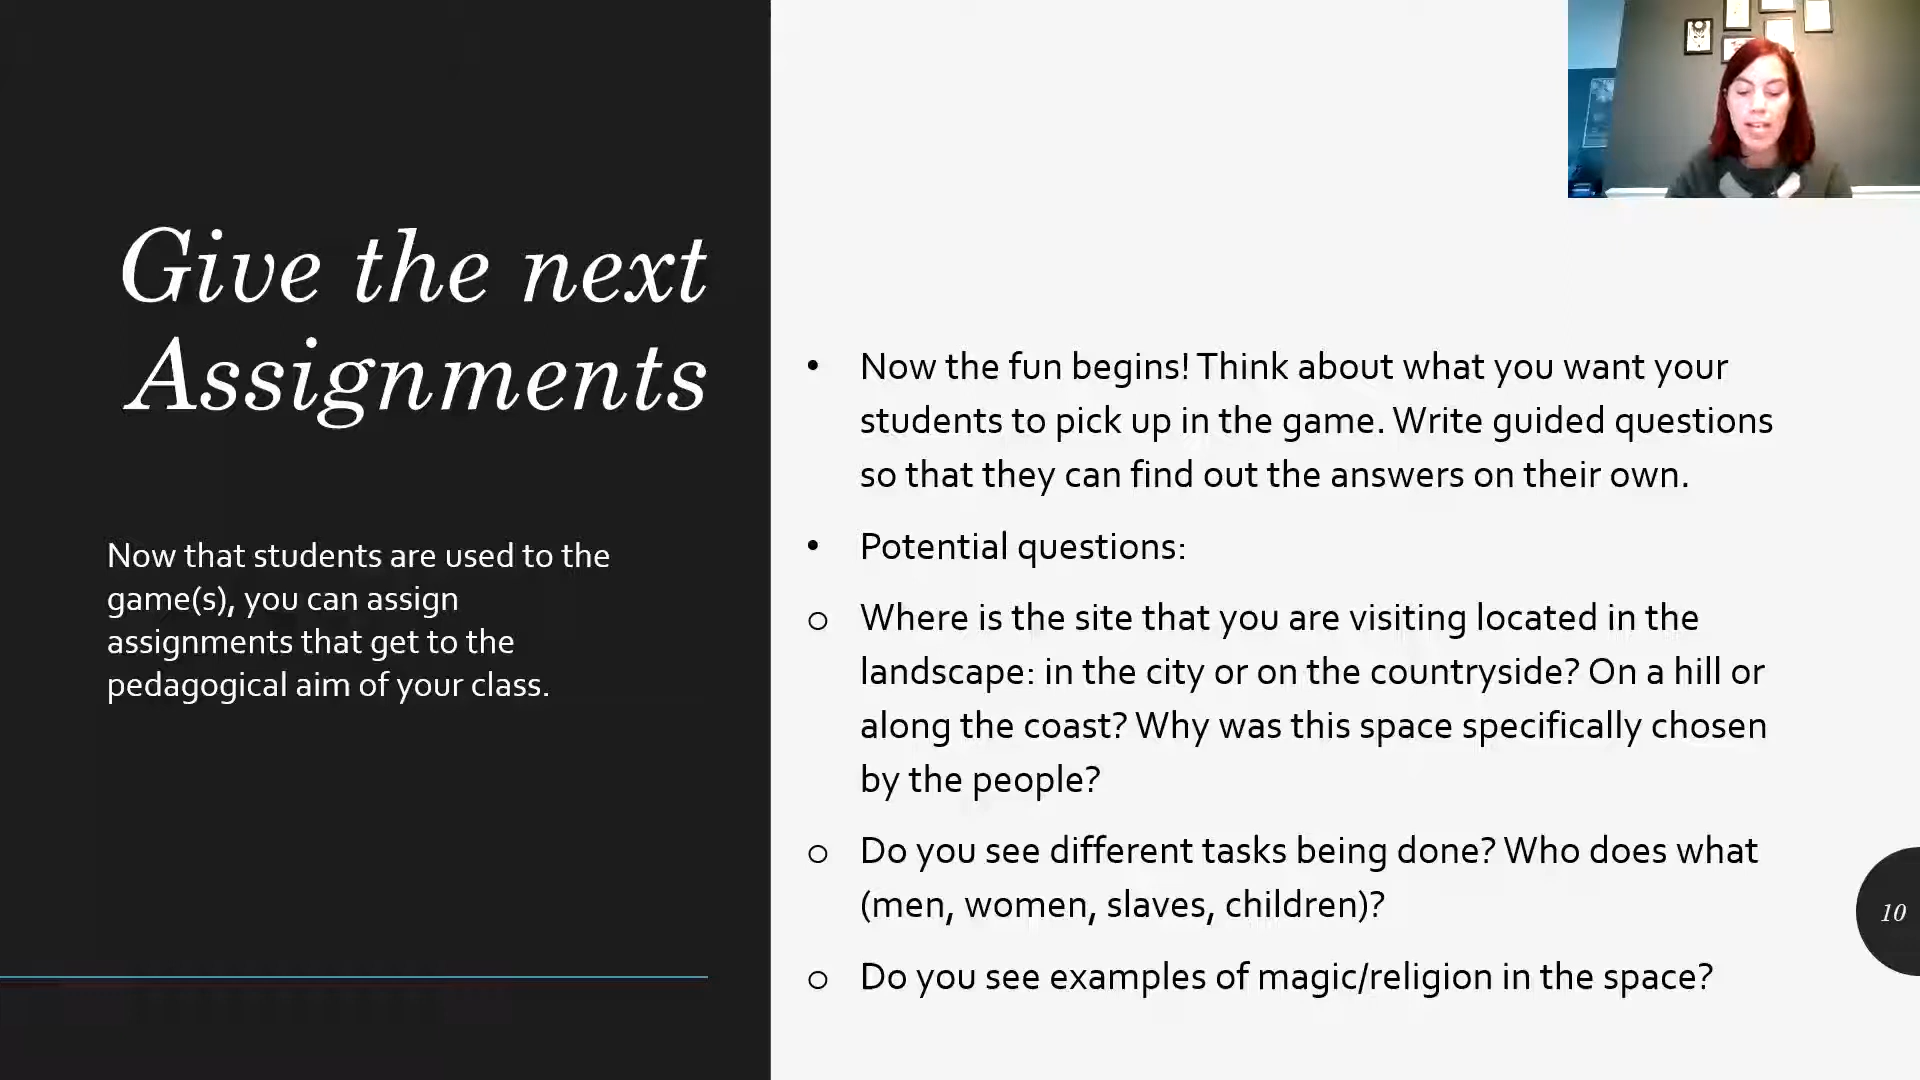 Give the next
Assignments
Now that students are used to the
game(s), you can assign
assignments that get to the
pedagogical aim of your class.
• Now the fun begins! Think about what you want your
students to pick up in the game. Write guided questions
so that they can find out the answers on their own.
• Potential questions:
o Where is the site that you are visiting located in the
landscape: in the city or on the countryside? On a hill or
along the coast? Why was this space specifically chosen
by the people?
o Do you see different tasks being done? Who does what
(men, women, slaves, children)?
o Do you see examples of magic/religion in the space?
10